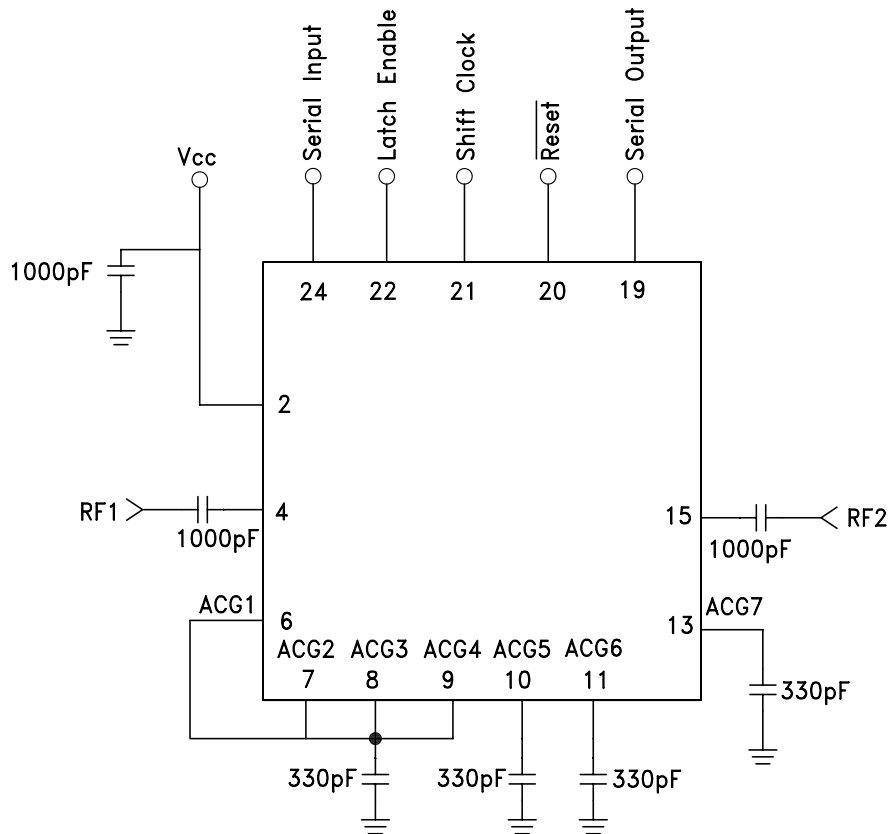 Serial Input
Latch Enable
Shift Clock
Reset
Serial Output
Vcc
1000pF
24 22 21 20 19
2
RF1
4
1000pF
15
RF2
1000pF
ACG1
6
ACG7
13
ACG2 ACG3 ACG4 ACG5 ACG6
7 8 9 10 11
330pF
330pF 330pF 330pF